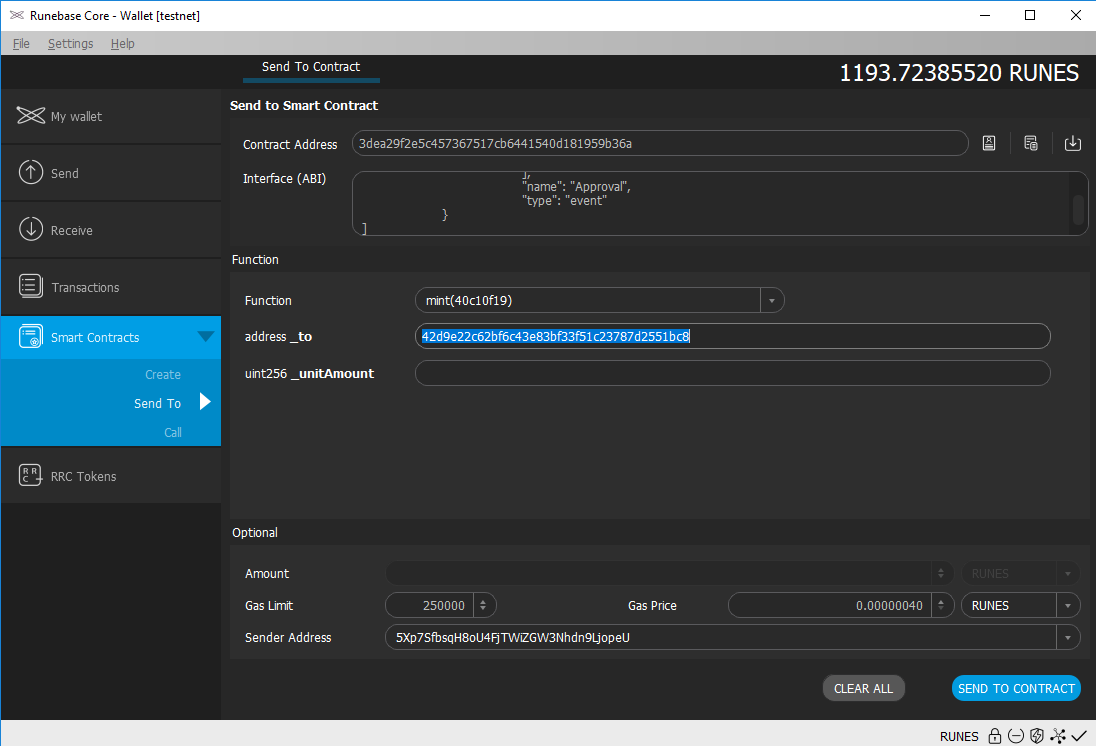 Runebase Core - Wallet [testnet]
File Settings Help
Send To Contract
1193.72385520 RUNES
My wallet
Send
Receive
Transactions
Smart Contracts
Create
Send To
Call
RRC Tokens
Send to Smart Contract
Contract Address 3dea29f2e5c457367517cb6441540d181959b36a
Interface (ABI)
],
"name": "Approval",
"type": "event"
}
]
Function
Function mint(40c10f19)
address _to 42d9e22c62bf6c43e83bf33f51c23787d2551bc8
uint256 _unitAmount
Optional
Amount RUNES
Gas Limit 250000 Gas Price 0.00000040 RUNES
Sender Address 5Xp7SfbsqH8oU4FjTWiZGW3Nhdn9LjopeU
CLEAR ALL SEND TO CONTRACT
RUNES